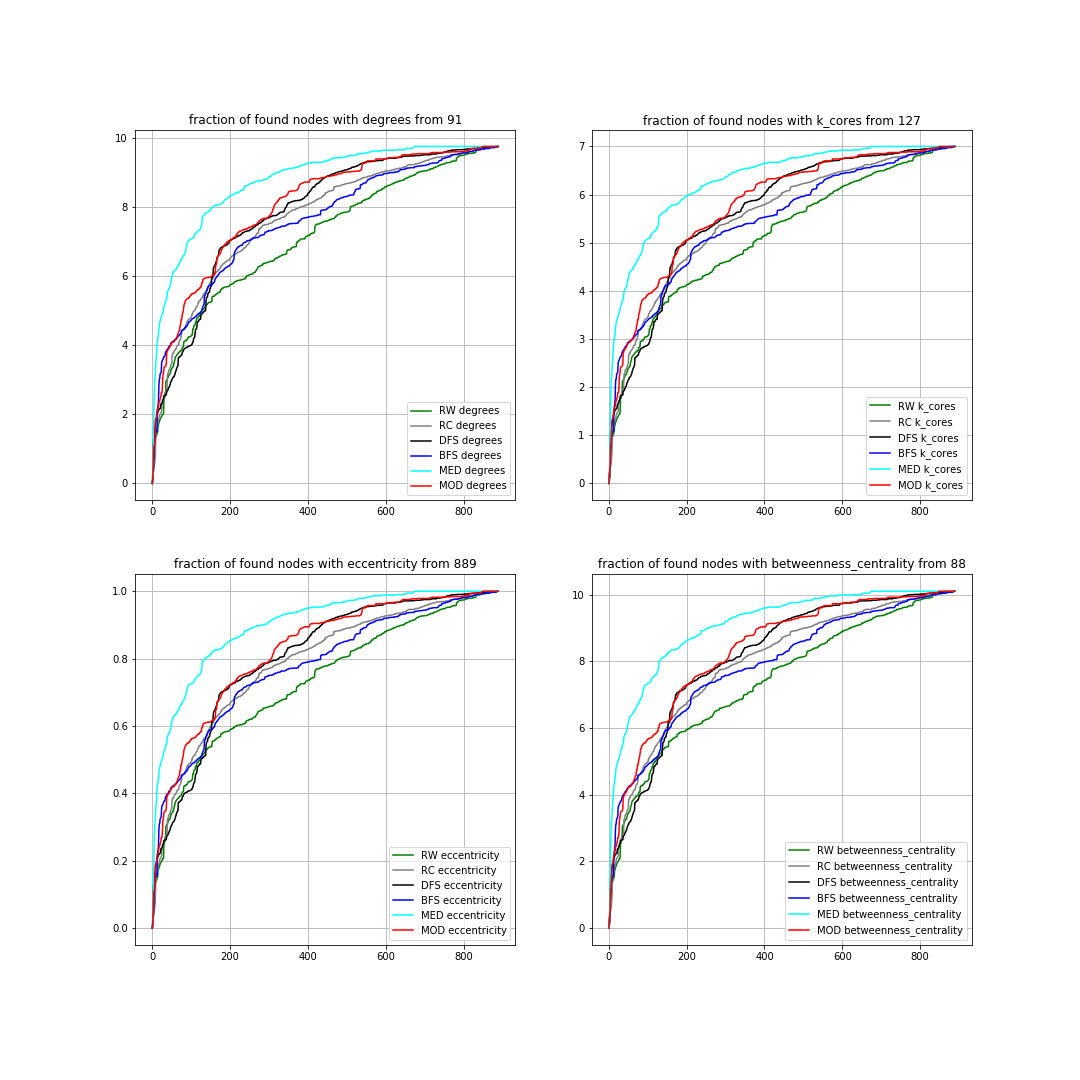 fraction of found nodes with degrees from 91
10
8
6
4
2
0
0 200 400 600 800
RW degrees
RC degrees
DFS degrees
BFS degrees
MED degrees
MOD degrees
fraction of found nodes with k_cores from 127
7
6
5
4
3
2
1
0
0 200 400 600 800
RW k_cores
RC k_cores
DFS k_cores
BFS k_cores
MED k_cores
MOD k_cores
fraction of found nodes with eccentricity from 889
1.0
0.8
0.6
0.4
0.2
0.0
0 200 400 600 800
RW eccentricity
RC eccentricity
DFS eccentricity
BFS eccentricity
MED eccentricity
MOD eccentricity
fraction of found nodes with betweenness_centrality from 88
10
8
6
4
2
0
0 200 400 600 800
RW betweenness_centrality
RC betweenness_centrality
DFS betweenness_centrality
BFS betweenness_centrality
MED betweenness_centrality
MOD betweenness_centrality